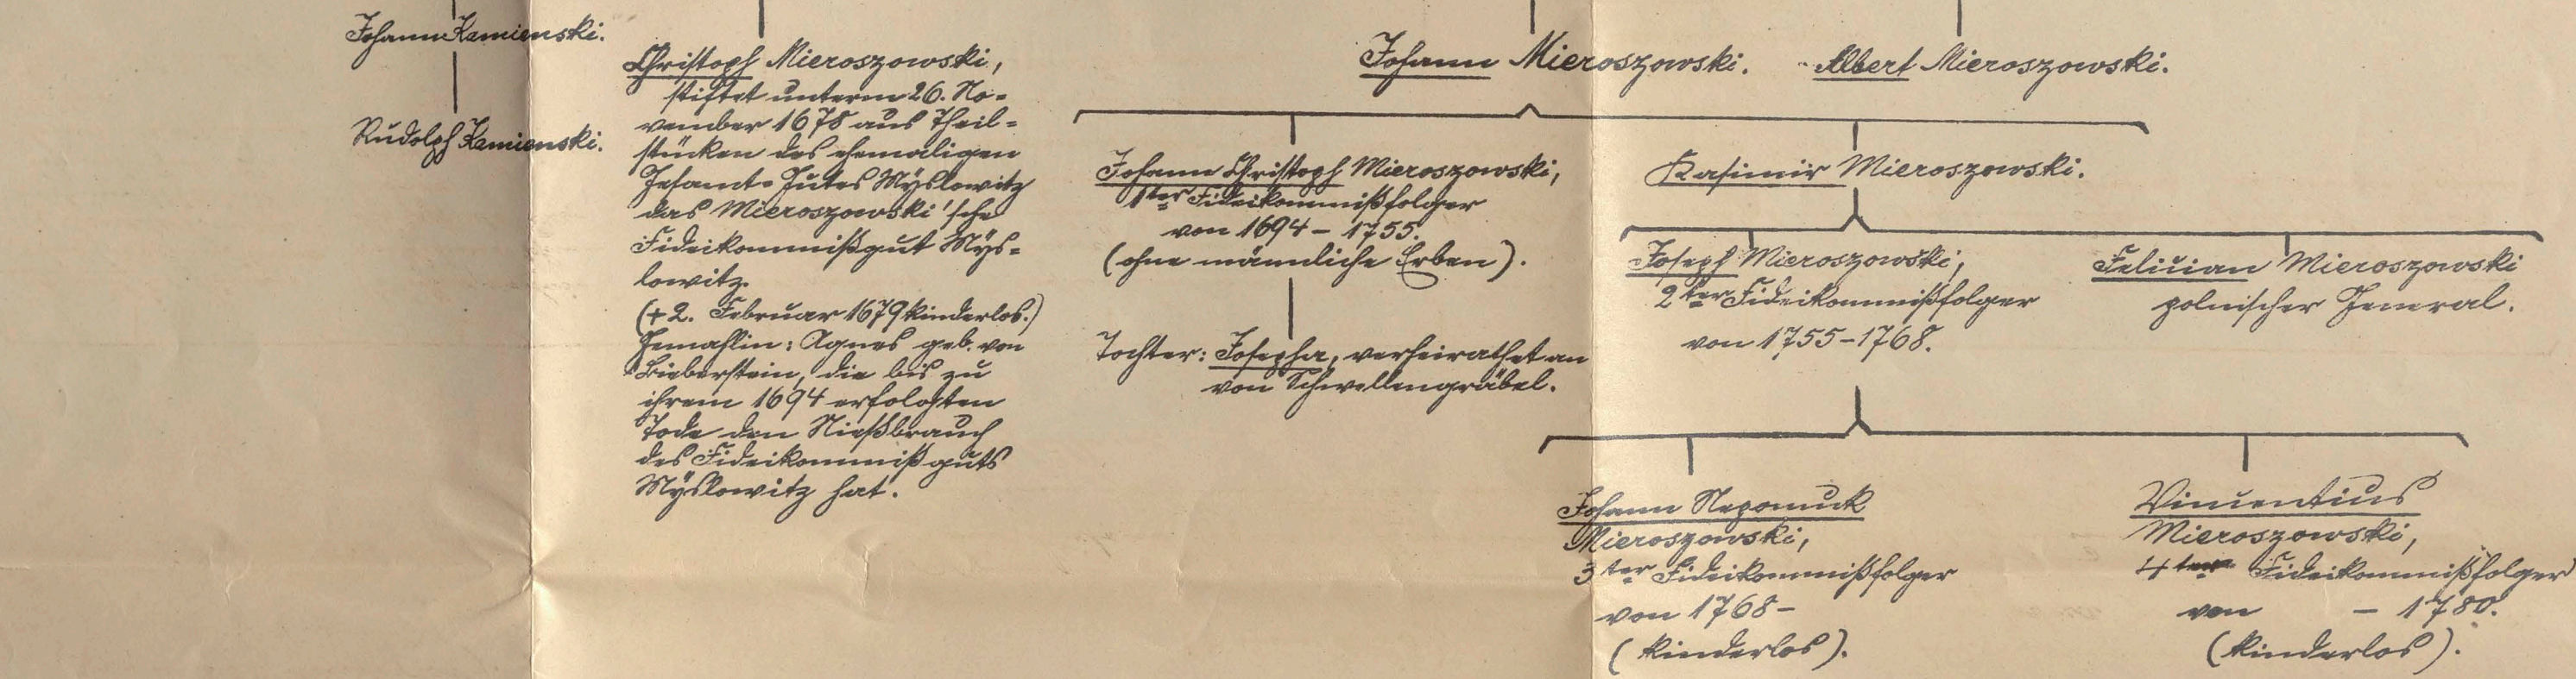 Johann Kamienski.
Rudolph Kamienski.
Christoph Mieroszowski,
stiftet unterm 26. No=
vember 1678 aus Theil=
stücken des ehemaligen
Gesamt=Gutes Myslowitz
das Mieroszowski'sche
Fideikommißgut Mys=
lowitz.
(+ 2. Februar 1679 kinderlos.)
Gemahlin: Agnes geb. von
Bieberstein, die bis zu
ihrem 1694 erfolgten
Tode den Nießbrauch
des Fideikommißguts
Myslowitz hat.
Johann Mieroszowski.
Albert Mieroszowski.
Johann Christoph Mieroszowski,
1ter Fideikommißfolger
von 1694 - 1755.
(ohne männliche Erben).
Tochter: Josepha, verheirathet an
von Schwellengräbel.
Kasimir Mieroszowski.
Joseph Mieroszowski,
2ter Fideikommißfolger
von 1755-1768.
Felician Mieroszowski
polnischer General.
Johann Nepomuk
Mieroszowski,
3ter Fideikommißfolger
von 1768-
(kinderlos).
Vincentius
Mieroszowski,
4ter Fideikommißfolger
von - 1780.
(kinderlos).